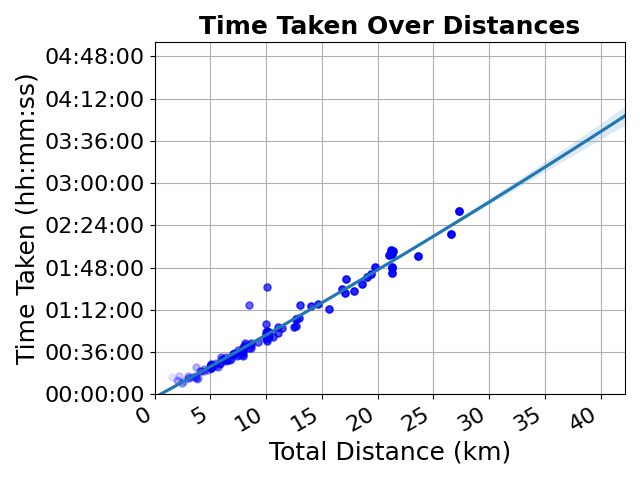 Time Taken Over Distances
04:48:00
04:12:00
03:36:00
03:00:00
02:24:00
01:48:00
01:12:00
00:36:00
00:00:00
Time Taken (hh:mm:ss)
0 5 10 15 20 25 30 35 40
Total Distance (km)